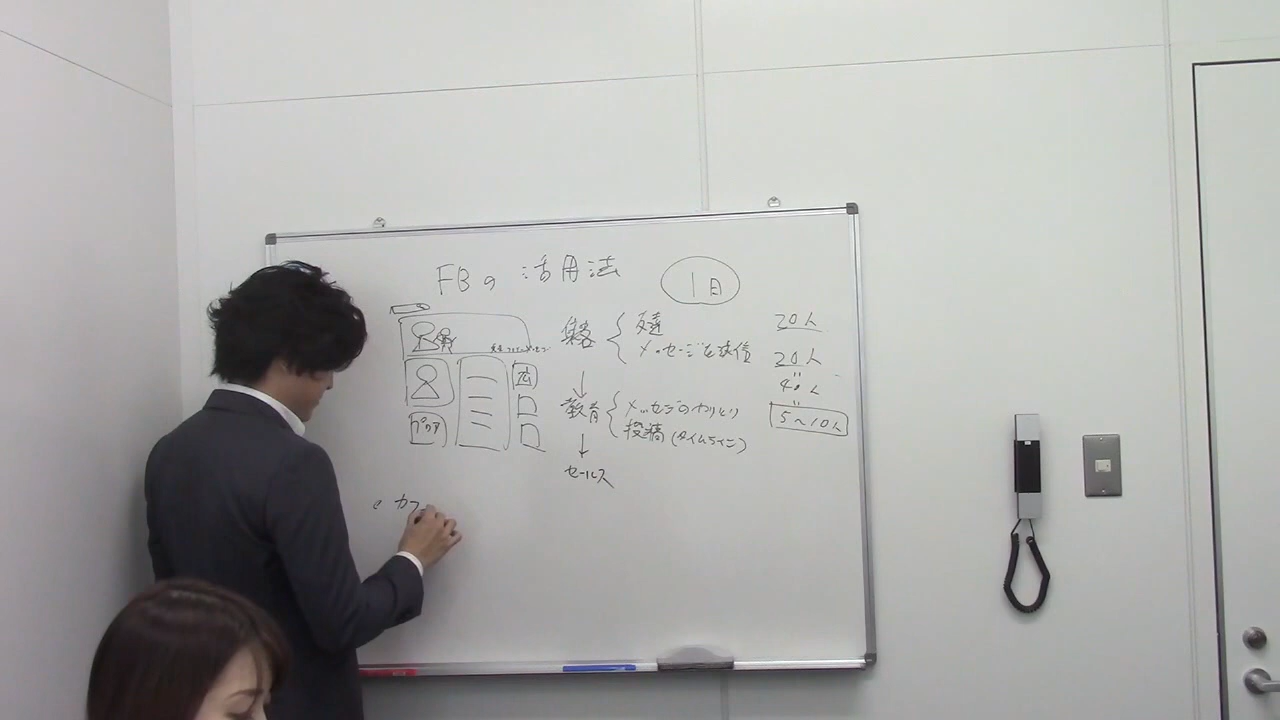 FBの活用法
1日
集客
友達
メッセージを送信
20人
20人
40人
5〜10人
広
教育
メッセージのやりとり
投稿(タイムライン)
セールス
カフ